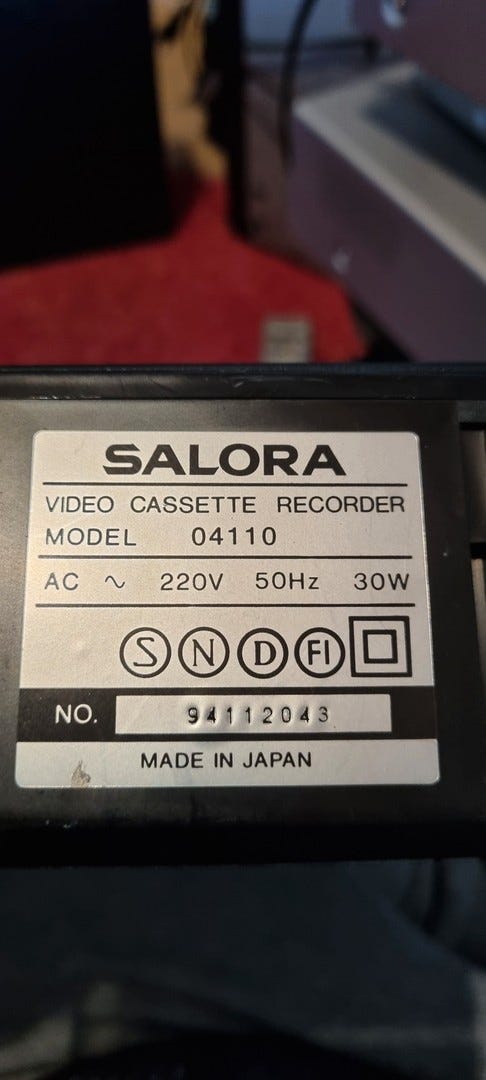 SALORA
VIDEO CASSETTE RECORDER
MODEL 04110
AC ~ 220V 50Hz 30W
S N D FI
NO. 94112043
MADE IN JAPAN